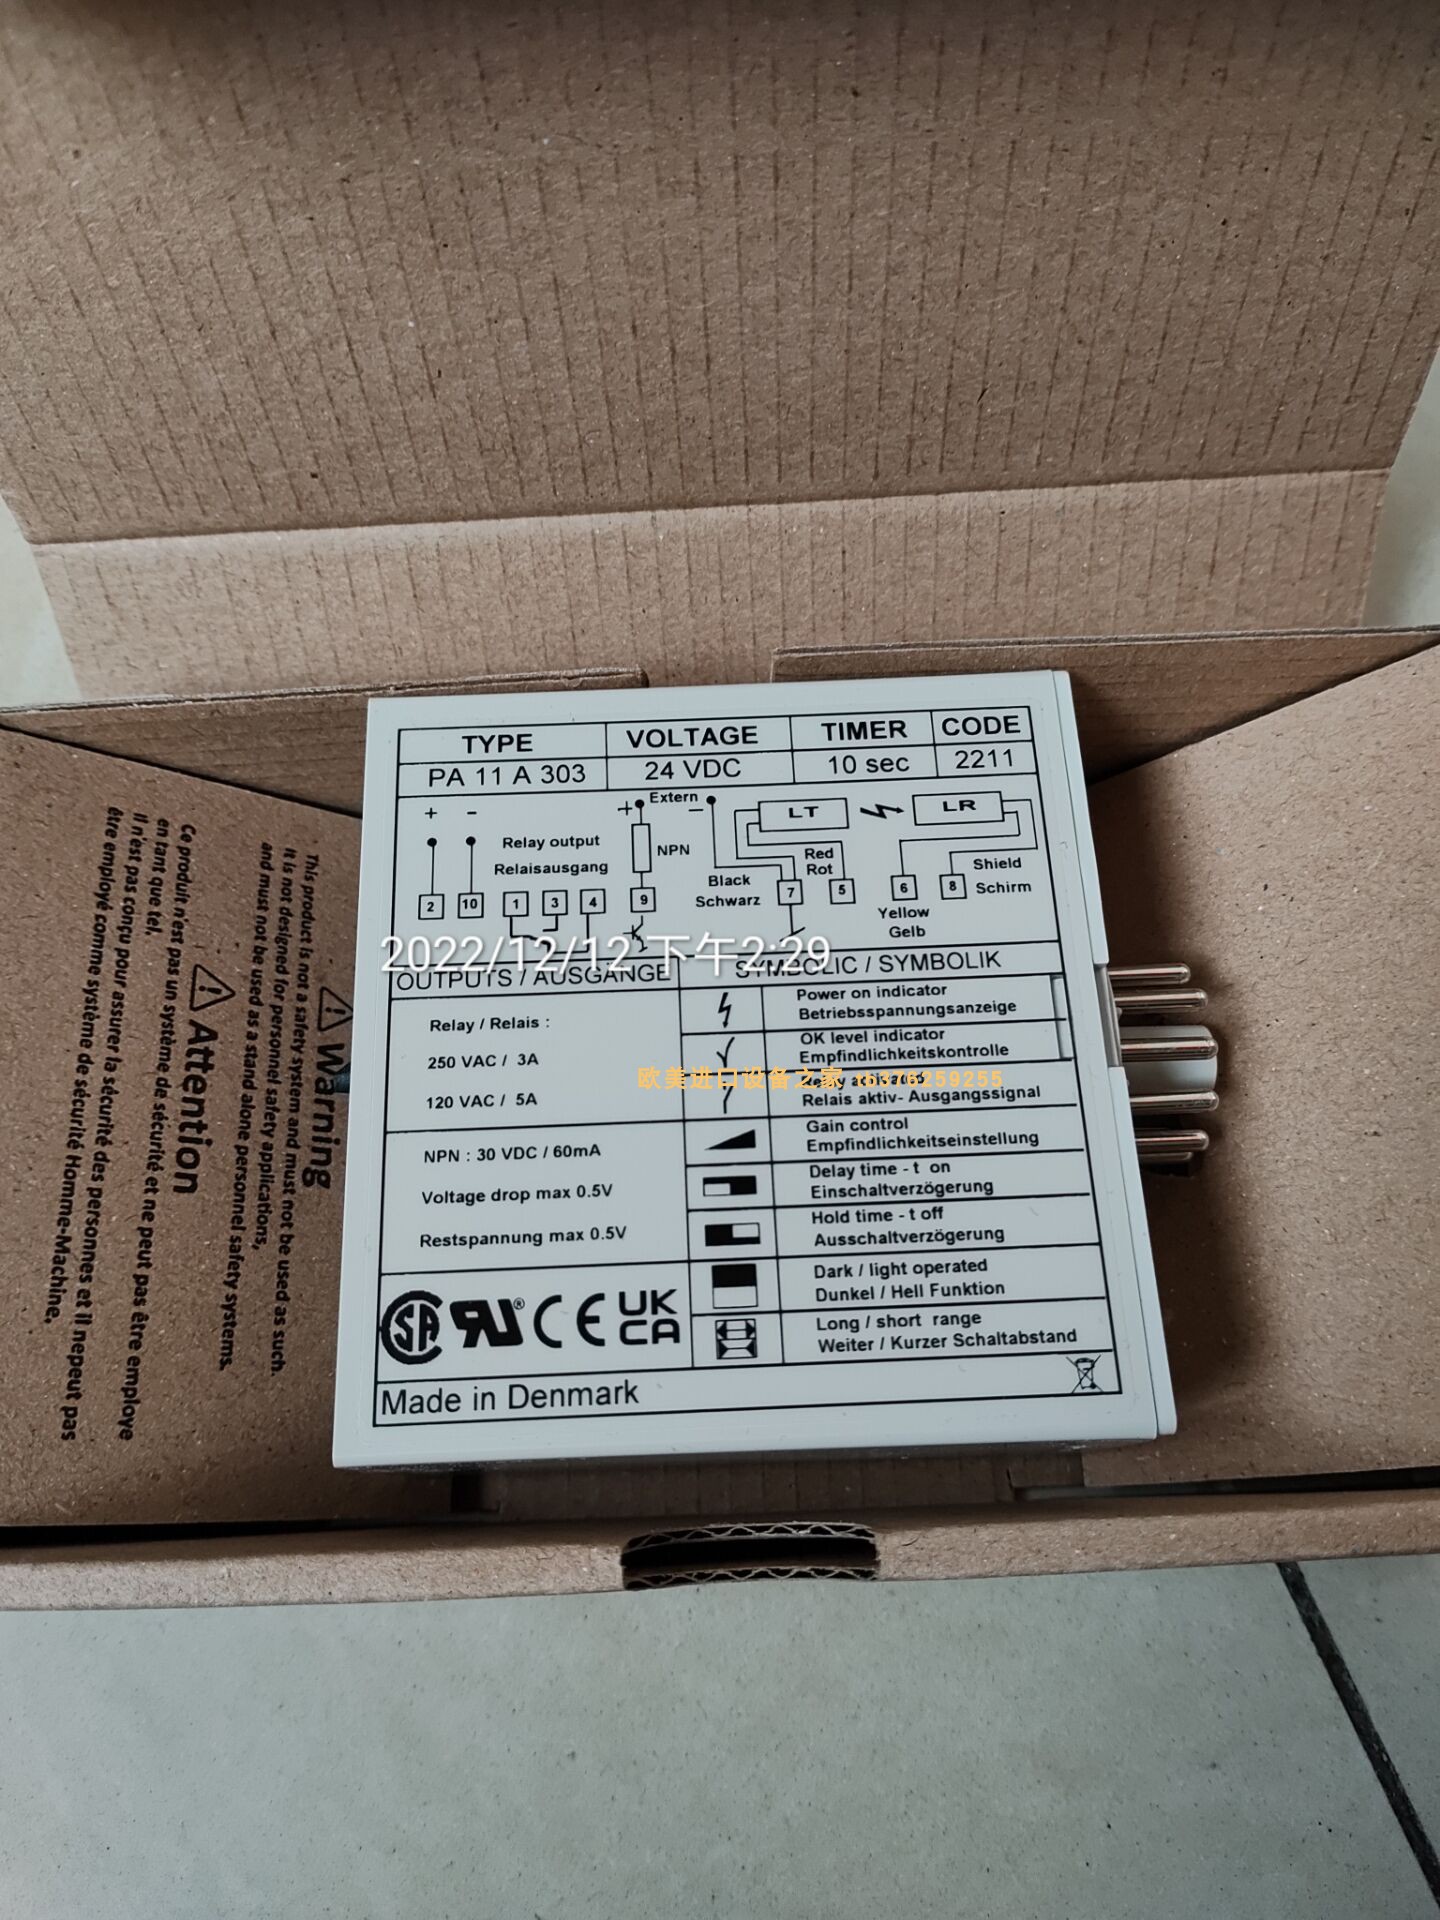 TYPE VOLTAGE TIMER CODE
PA 11 A 303 24 VDC 10 sec 2211
+ - + Extern - LT LR
Relay output
Relaisausgang
NPN
Black
Schwarz
Red
Rot
Shield
Schirm
Yellow
Gelb
2 10 1 3 4 9 7 5 6 8
2022/12/12 下午2:29
OUTPUTS / AUSGÄNGE
SYMBOLIC / SYMBOLIK
Relay / Relais :
250 VAC / 3A
120 VAC / 5A
NPN : 30 VDC / 60mA
Voltage drop max 0.5V
Restspannung max 0.5V
Power on indicator
Betriebsspannungsanzeige
OK level indicator
Empfindlichkeitskontrolle
欧美进口设备之家 tb376259255
Relay activated
Relais aktiv- Ausgangssignal
Gain control
Empfindlichkeitseinstellung
Delay time - t on
Einschaltverzögerung
Hold time - t off
Ausschaltverzögerung
Dark / light operated
Dunkel / Hell Funktion
Long / short range
Weiter / Kurzer Schaltabstand
SA
RU ® CE UK
CA
Made in Denmark
Warning
This product is not a safety system and must not be used as such.
It is not designed for personnel safety applications,
and must not be used as a stand alone personnel safety systems.
Attention
Ce produit n'est pas un système de sécurité et ne peut pas être employe
en tant que tel.
Il n'est pas conçu pour assurer la sécurité des personnes et il nepeut pas
être employé comme système de sécurité Homme-Machine.